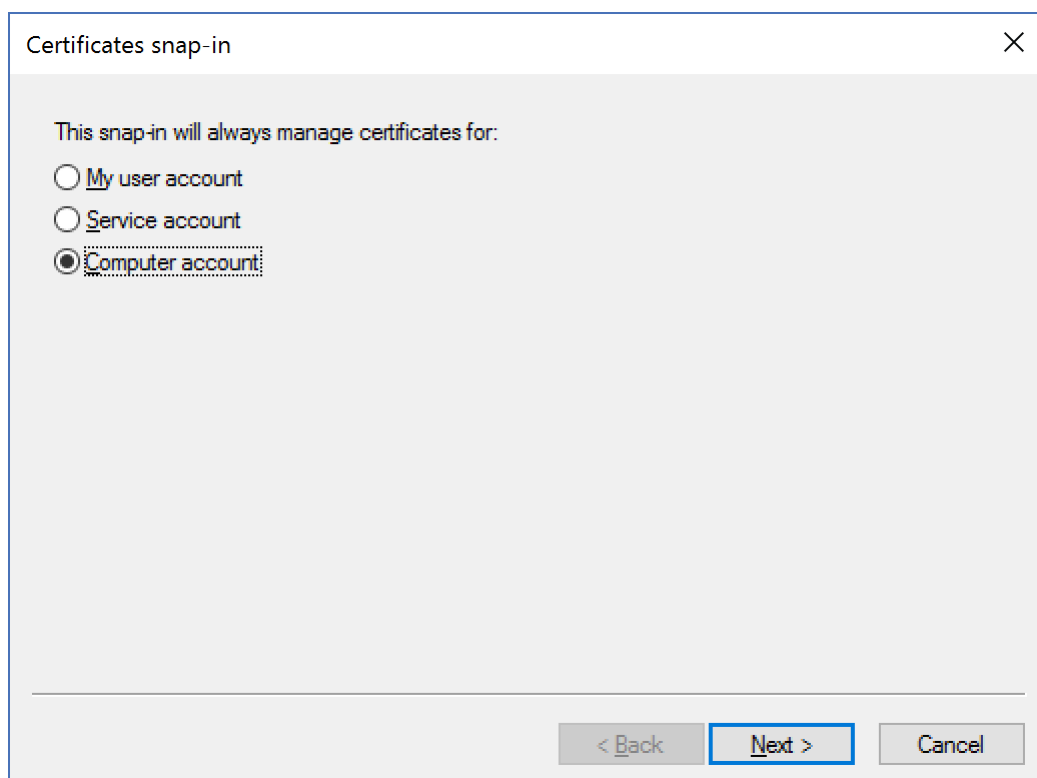 Certificates snap-in
This snap-in will always manage certificates for:
My user account
Service account
Computer account
< Back Next > Cancel